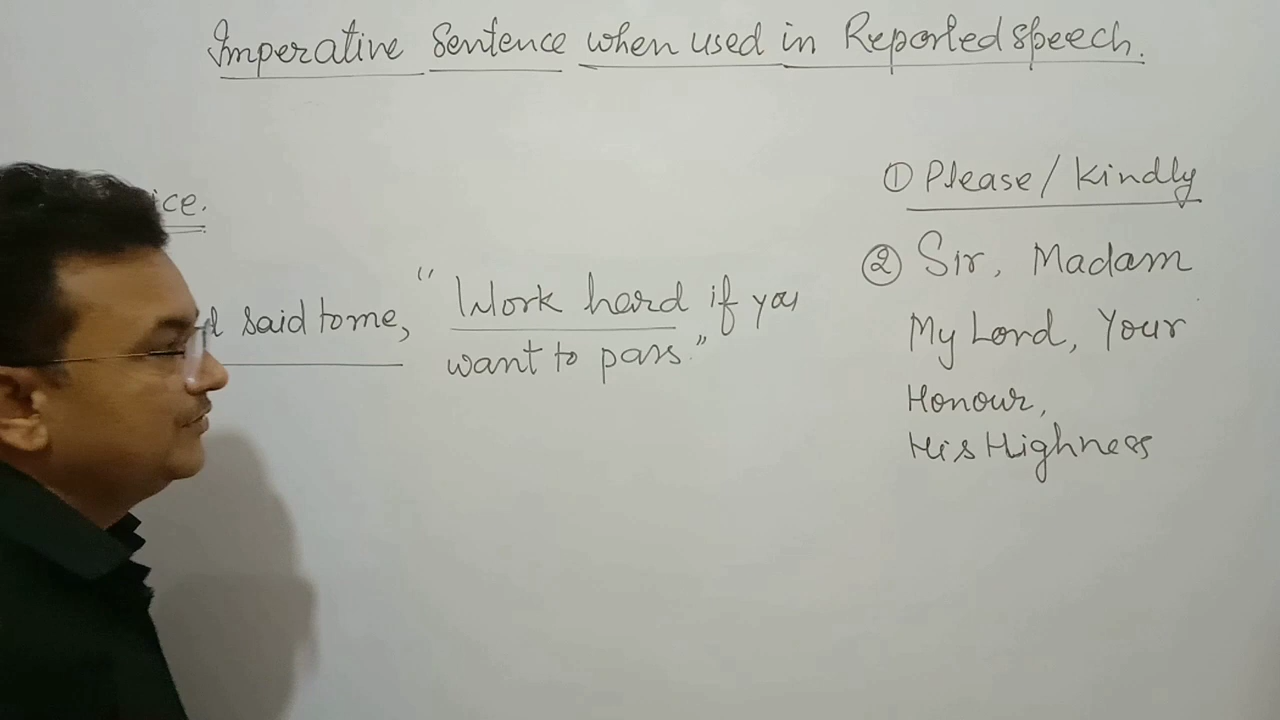 Imperative Sentence when used in Reported speech.
① Please / Kindly
② Sir, Madam
My Lord, Your
Honour,
His Highness
said to me, "Work hard if you
want to pass."